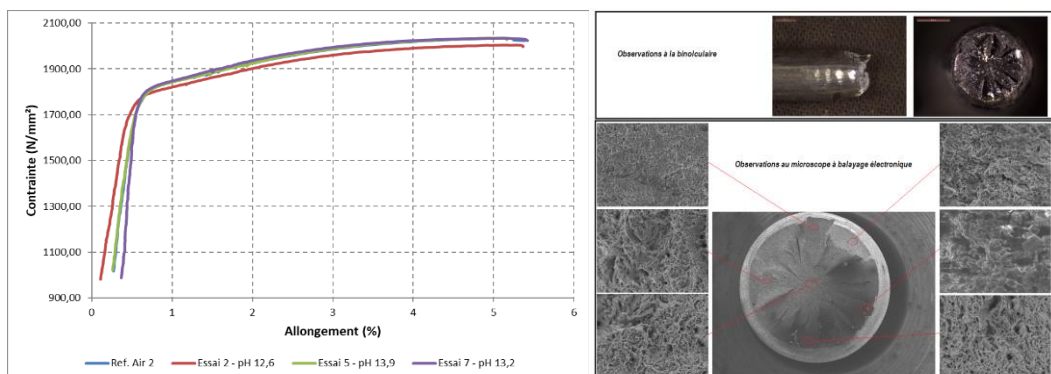 2100,00
1900,00
1700,00
1500,00
1300,00
1100,00
900,00
Contrainte (N/mm²)
0 1 2 3 4 5 6
Allongement (%)
Ref. Air 2 Essai 2 - pH 12,6 Essai 5 - pH 13,9 Essai 7 - pH 13,2
Observations à la binolculaire
Observations au microscope à balayage électronique